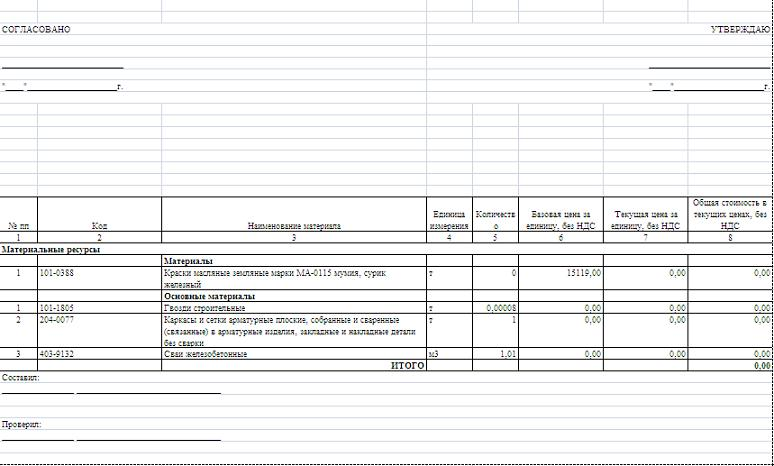 СОГЛАСОВАНО УТВЕРЖДАЮ
"___"____________________г. "___"____________________г.
№ пп Код Наименование материала Единица измерения Количество Базовая цена за единицу, без НДС Текущая цена за единицу, без НДС Общая стоимость в текущих ценах, без НДС
1 2 3 4 5 6 7 8
Материальные ресурсы
Материалы
1 101-0388 Краски масляные земляные марки МА-0115 мумия, сурик т 0 15119,00 0,00 0,00
железный
Основные материалы
1 101-1805 Гвозди строительные т 0,00008 0,00 0,00 0,00
2 204-0077 Каркасы и сетки арматурные плоские, собранные и сваренные т 1 0,00 0,00 0,00
(связанные) в арматурные изделия, закладные и накладные детали
без сварки
3 403-9132 Сваи железобетонные м3 1,01 0,00 0,00 0,00
ИТОГО 0,00
Составил:
Проверил: